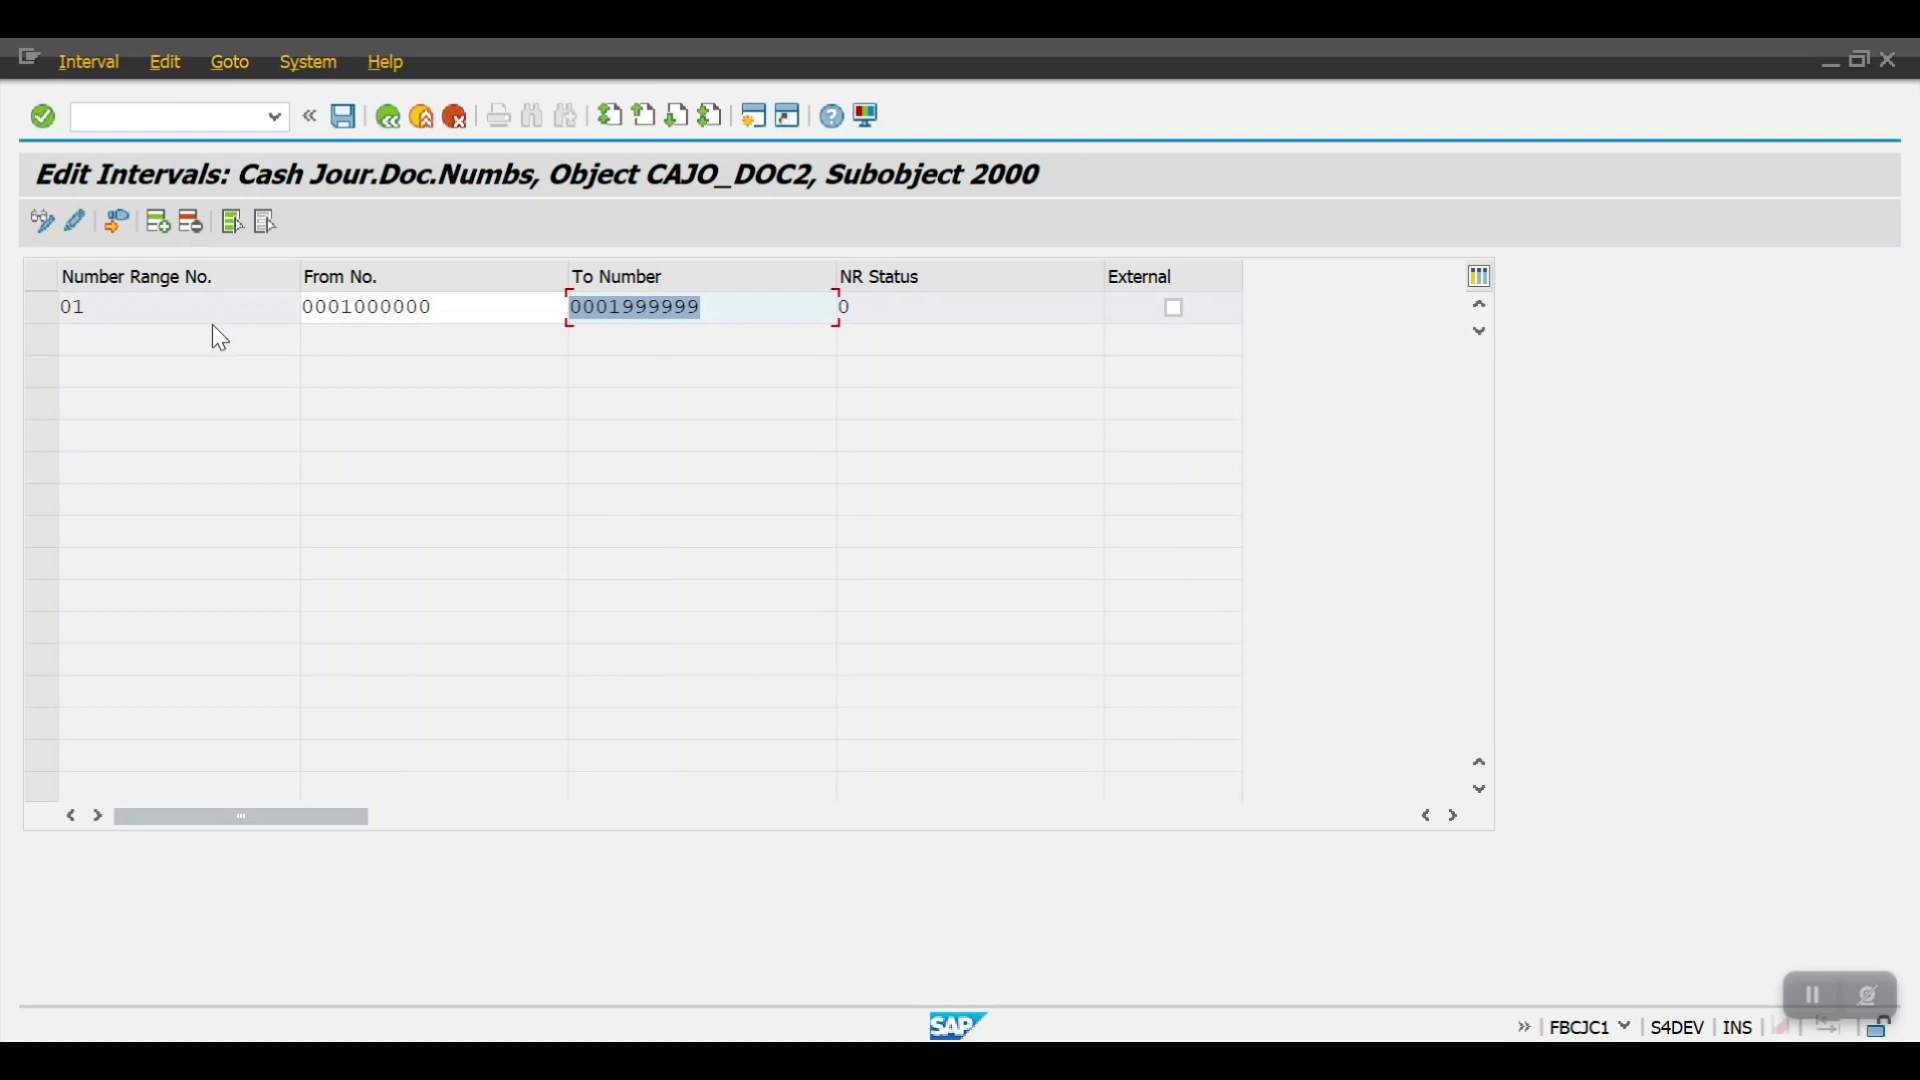 Interval Edit Goto System Help
Edit Intervals: Cash Jour.Doc.Numbs, Object CAJO_DOC2, Subobject 2000
Number Range No. From No. To Number NR Status External
01 0001000000 0001999999 0
SAP
FBCJC1 S4DEV INS